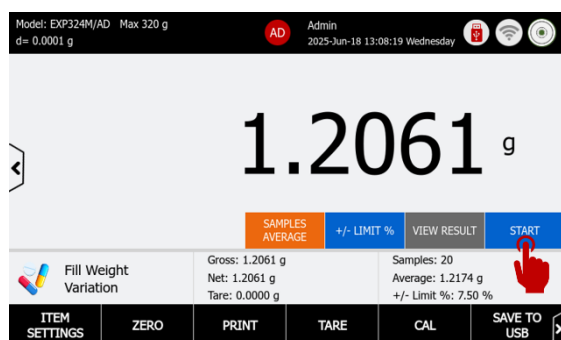 Model: EXP324M/AD Max 320 g
d= 0.0001 g
AD
Admin
2025-Jun-18 13:08:19 Wednesday
1.2061 g
SAMPLES
AVERAGE
+/- LIMIT %
VIEW RESULT
START
Fill Weight
Variation
Gross: 1.2061 g
Net: 1.2061 g
Tare: 0.0000 g
Samples: 20
Average: 1.2174 g
+/- Limit %: 7.50 %
ITEM
SETTINGS
ZERO
PRINT
TARE
CAL
SAVE TO
USB